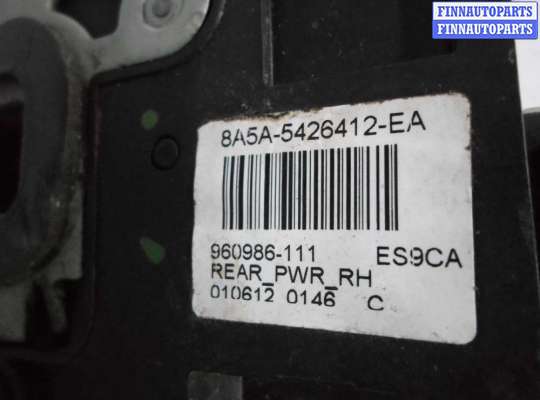 FINNAUTOPARTS
FINNAUTOPARTS
8A5A-5426412-EA
960986-111 ES9CA
REAR_PWR_RH
010612 0146 C